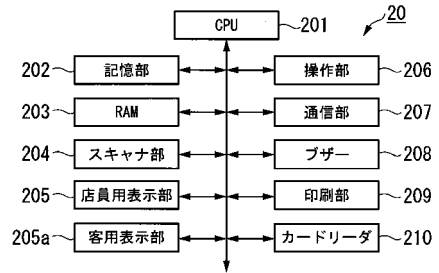 CPU 201 20
202 記憶部 操作部 206
203 RAM 通信部 207
204 スキャナ部 ブザー 208
205 店員用表示部 印刷部 209
205a 客用表示部 カードリーダ 210